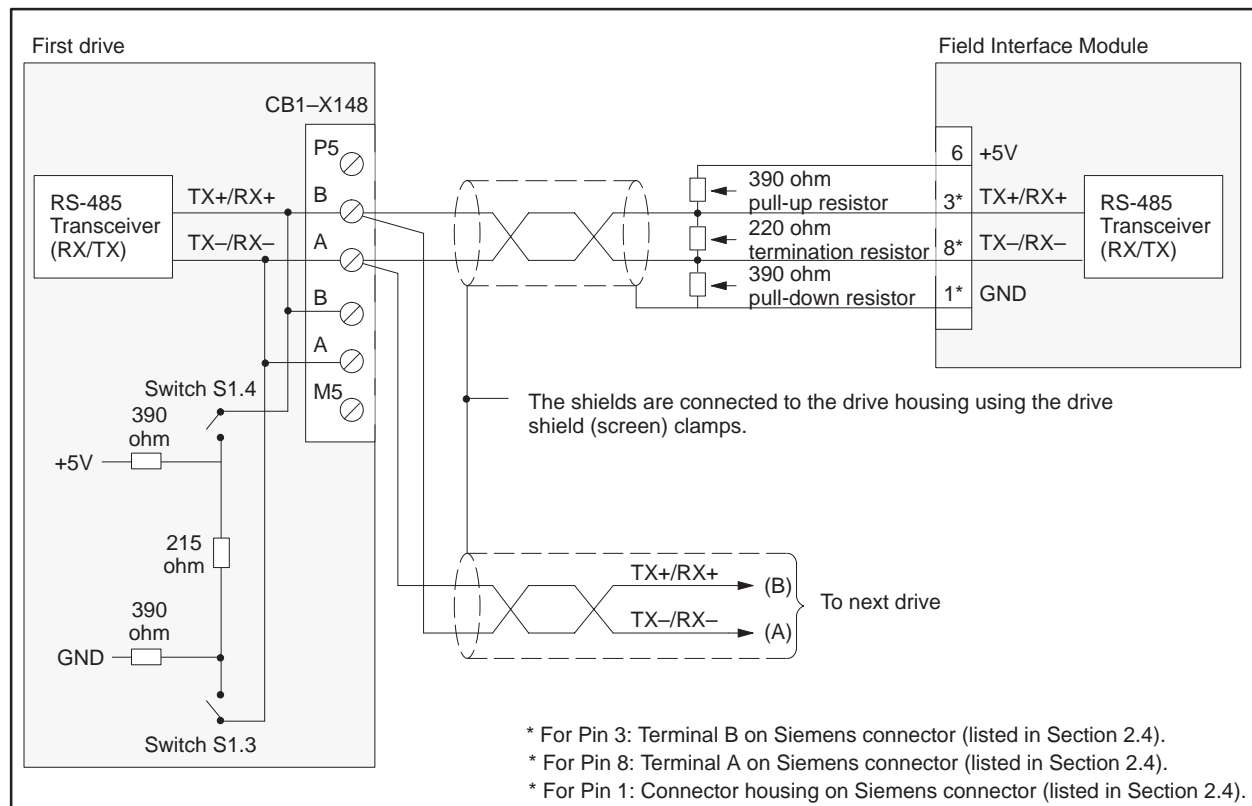 First drive
Field Interface Module
CB1–X148
P5
B
A
B
A
M5
RS-485
Transceiver
(RX/TX)
TX+/RX+
TX–/RX–
Switch S1.4
390
ohm
+5V
215
ohm
390
ohm
GND
Switch S1.3
390 ohm
pull-up resistor
220 ohm
termination resistor
390 ohm
pull-down resistor
6 +5V
3* TX+/RX+
8* TX–/RX–
1* GND
RS-485
Transceiver
(RX/TX)
The shields are connected to the drive housing using the drive
shield (screen) clamps.
TX+/RX+
(B)
TX–/RX–
(A)
To next drive
* For Pin 3: Terminal B on Siemens connector (listed in Section 2.4).
* For Pin 8: Terminal A on Siemens connector (listed in Section 2.4).
* For Pin 1: Connector housing on Siemens connector (listed in Section 2.4).